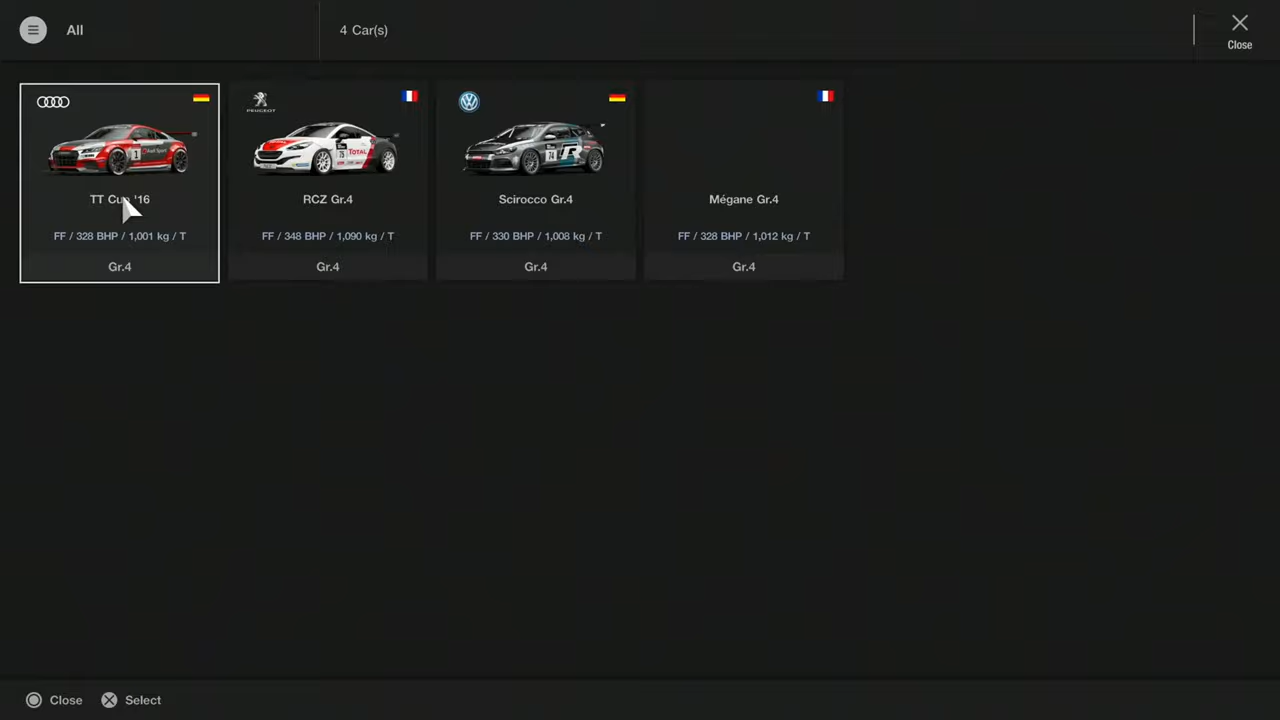 All
4 Car(s)
Close
TT Cup '16
FF / 328 BHP / 1,001 kg / T
Gr.4
PEUGEOT
RCZ Gr.4
FF / 348 BHP / 1,090 kg / T
Gr.4
Scirocco Gr.4
FF / 330 BHP / 1,008 kg / T
Gr.4
Mégane Gr.4
FF / 328 BHP / 1,012 kg / T
Gr.4
Close
Select